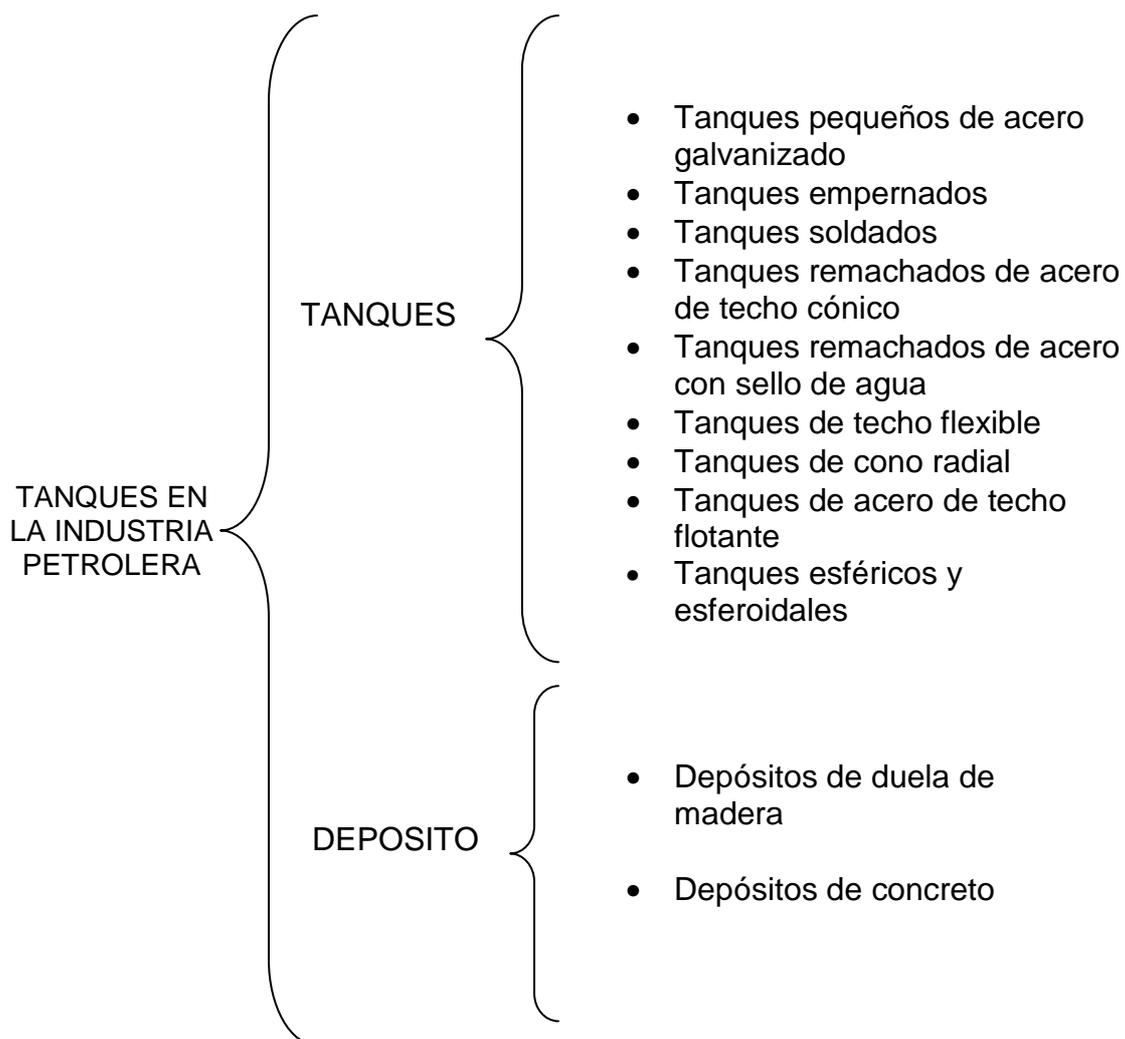 TANQUES EN
LA INDUSTRIA
PETROLERA
TANQUES
• Tanques pequeños de acero
galvanizado
• Tanques empernados
• Tanques soldados
• Tanques remachados de acero
de techo cónico
• Tanques remachados de acero
con sello de agua
• Tanques de techo flexible
• Tanques de cono radial
• Tanques de acero de techo
flotante
• Tanques esféricos y
esferoidales
DEPOSITO
• Depósitos de duela de
madera
• Depósitos de concreto